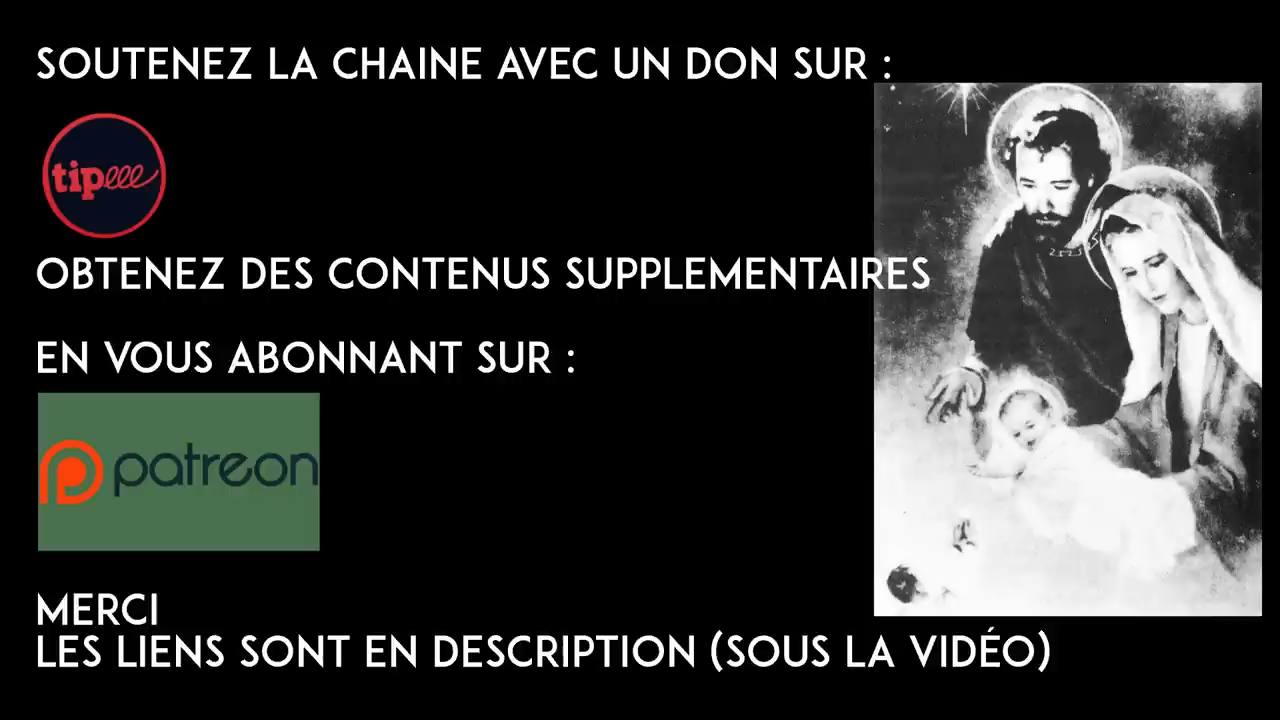 SOUTENEZ LA CHAINE AVEC UN DON SUR :
tipeee
OBTENEZ DES CONTENUS SUPPLEMENTAIRES
EN VOUS ABONNANT SUR :
patreon
MERCI
LES LIENS SONT EN DESCRIPTION (SOUS LA VIDÉO)